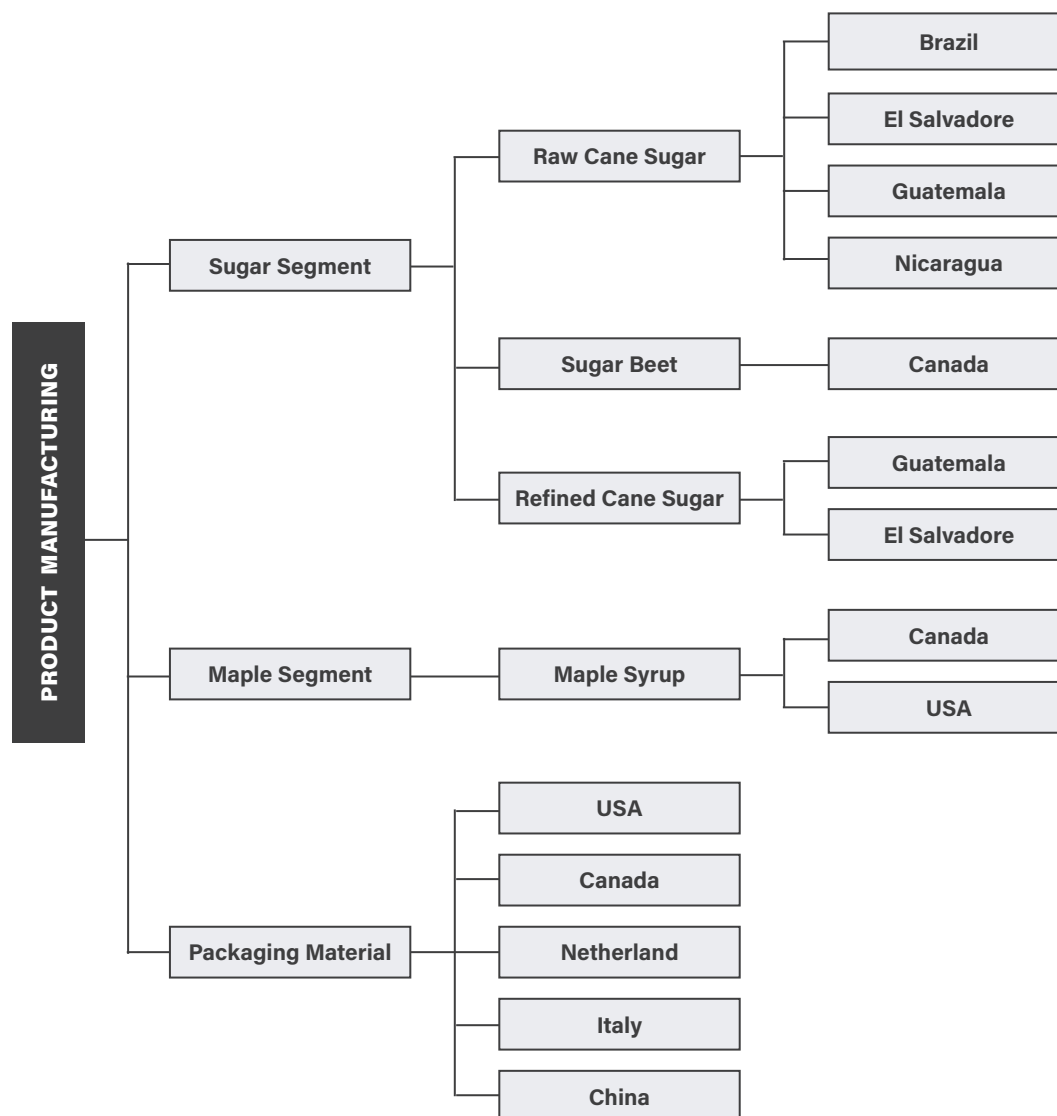 PRODUCT MANUFACTURING
Sugar Segment
Raw Cane Sugar
Brazil
El Salvadore
Guatemala
Nicaragua
Sugar Beet
Canada
Refined Cane Sugar
Guatemala
El Salvadore
Maple Segment
Maple Syrup
Canada
USA
Packaging Material
USA
Canada
Netherland
Italy
China